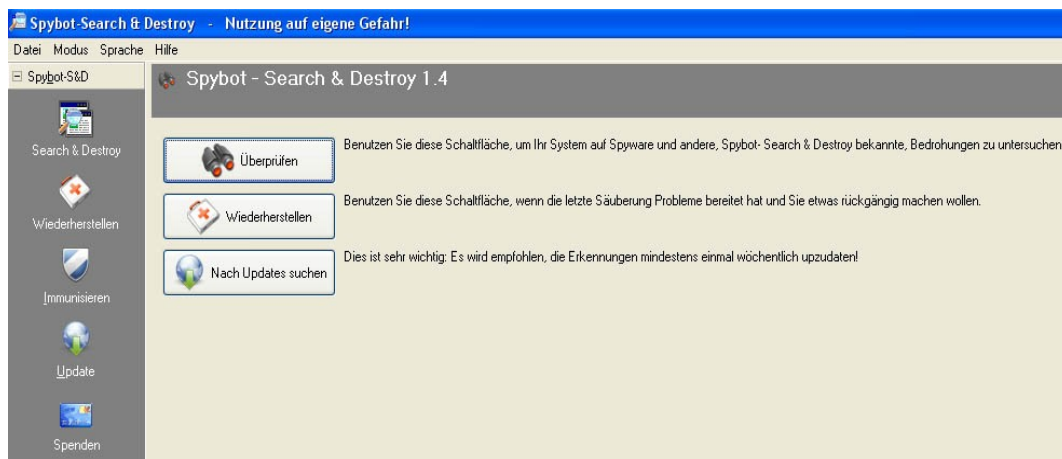 Spybot-Search & Destroy - Nutzung auf eigene Gefahr!
Datei Modus Sprache Hilfe
Spybot-S&D
Spybot - Search & Destroy 1.4
Search & Destroy
Wiederherstellen
Immunisieren
Update
Spenden
Überprüfen
Benutzen Sie diese Schaltfläche, um Ihr System auf Spyware und andere, Spybot- Search & Destroy bekannte, Bedrohungen zu untersuchen
Wiederherstellen
Benutzen Sie diese Schaltfläche, wenn die letzte Säuberung Probleme bereitet hat und Sie etwas rückgängig machen wollen.
Nach Updates suchen
Dies ist sehr wichtig: Es wird empfohlen, die Erkennungen mindestens einmal wöchentlich upzudaten!